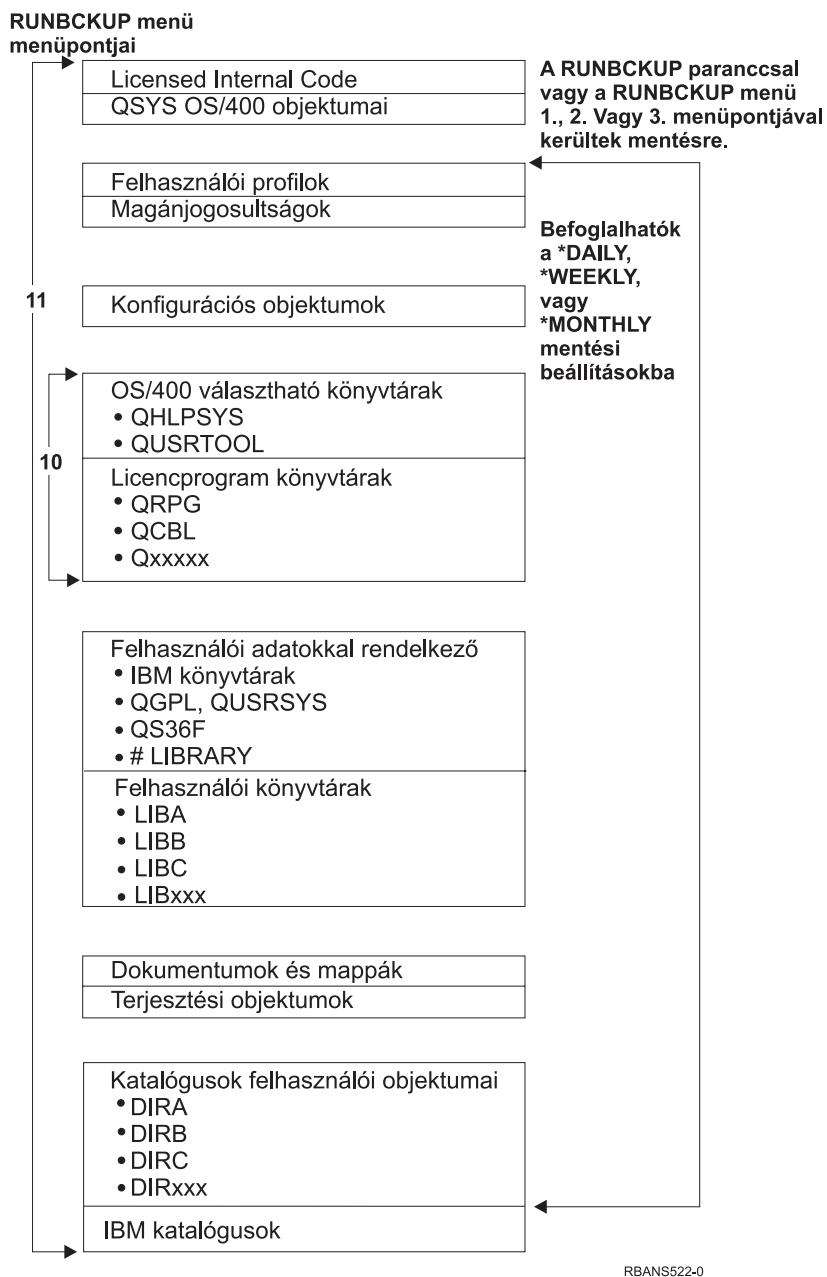 RUNBCKUP menü
menüpontjai
Licensed Internal Code
QSYS OS/400 objektumai
A RUNBCKUP paranccsal
vagy a RUNBCKUP menü
1., 2. Vagy 3. menüpontjával
kerültek mentésre.
Felhasználói profilok
Magánjogosultságok
Befoglalhatók
a *DAILY,
*WEEKLY,
vagy
*MONTHLY
mentési
beállításokba
11
Konfigurációs objektumok
OS/400 választható könyvtárak
• QHLPSYS
• QUSRTOOL
10
Licencprogram könyvtárak
• QRPG
• QCBL
• Qxxxxx
Felhasználói adatokkal rendelkező
• IBM könyvtárak
• QGPL, QUSRSYS
• QS36F
• # LIBRARY
Felhasználói könyvtárak
• LIBA
• LIBB
• LIBC
• LIBxxx
Dokumentumok és mappák
Terjesztési objektumok
Katalógusok felhasználói objektumai
• DIRA
• DIRB
• DIRC
• DIRxxx
IBM katalógusok
RBANS522-0